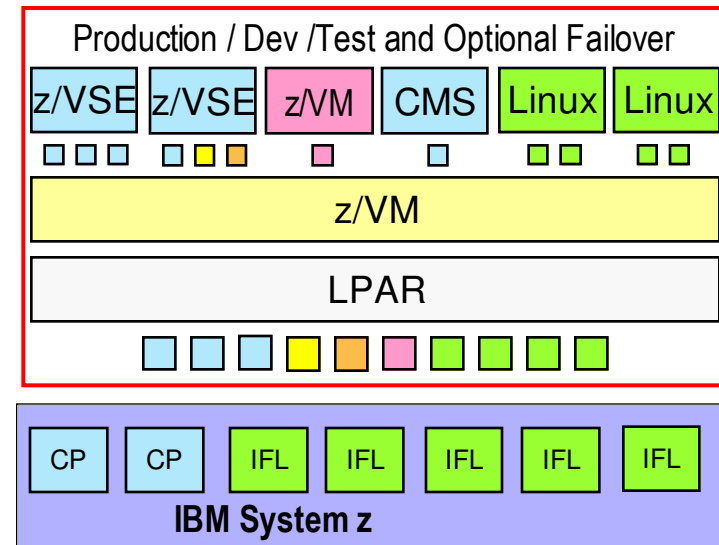 Production / Dev /Test and Optional Failover
z/VSE z/VSE z/VM CMS Linux Linux
z/VM
LPAR
CP CP IFL IFL IFL IFL IFL
IBM System z